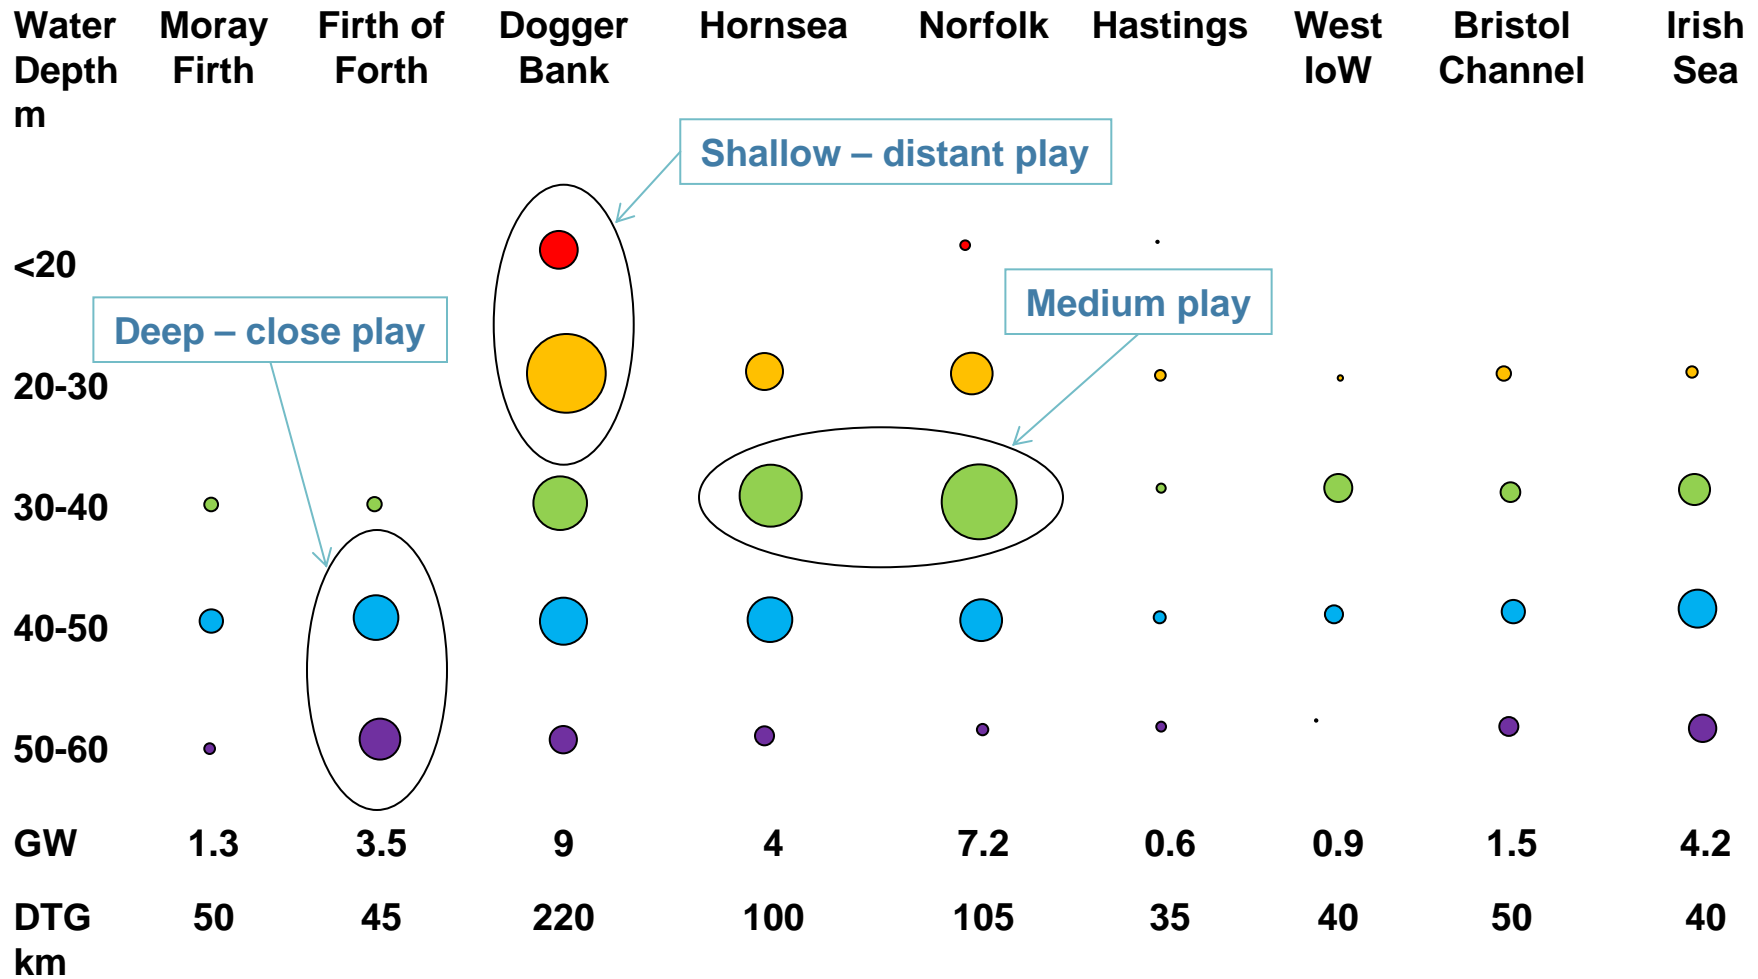 Water Moray Firth of Dogger Hornsea Norfolk Hastings West Bristol Irish
Depth Firth Forth Bank IoW Channel Sea
m
Shallow – distant play
<20
Medium play
Deep – close play
20-30
30-40
40-50
50-60
GW 1.3 3.5 9 4 7.2 0.6 0.9 1.5 4.2
DTG 50 45 220 100 105 35 40 50 40
km